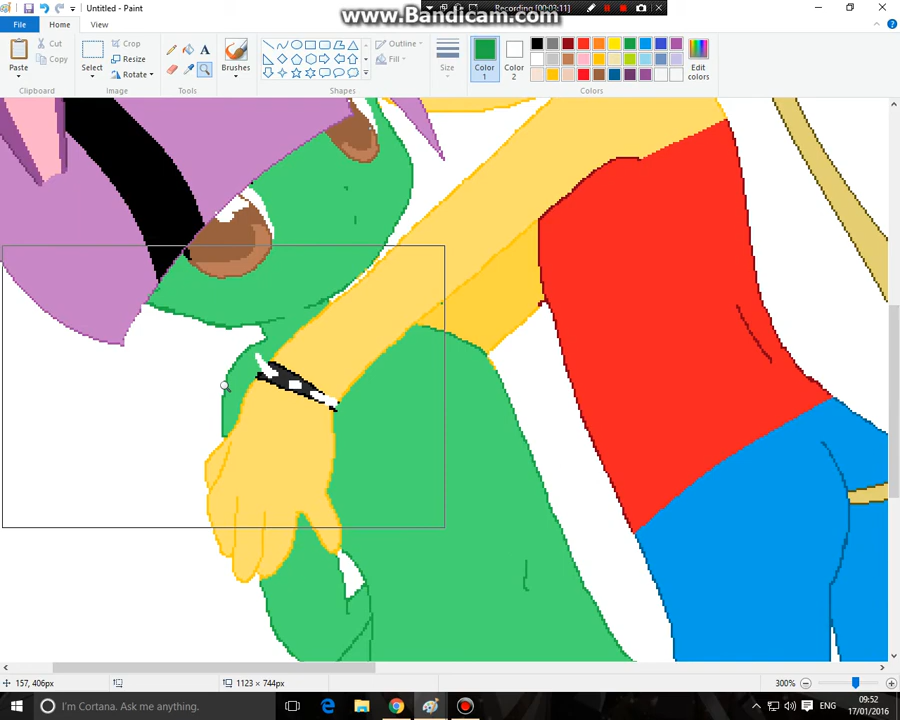 Untitled - Paint
www.Bandicam.com
Recording [00:03:11]
File
Home
View
Paste
Cut
Copy
Clipboard
Select
Crop
Resize
Rotate
Image
Tools
Brushes
Shapes
Outline
Fill
Size
Color 1
Color 2
Edit colors
Colors
157, 406px
1123 × 744px
300%
I'm Cortana. Ask me anything.
ENG
09:52
17/01/2016